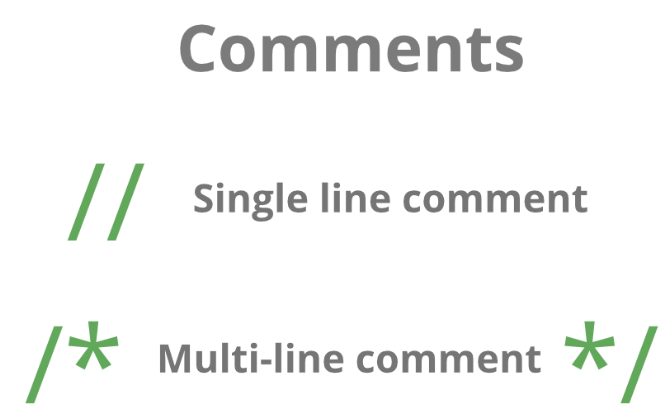 Comments
// Single line comment
/* Multi-line comment */